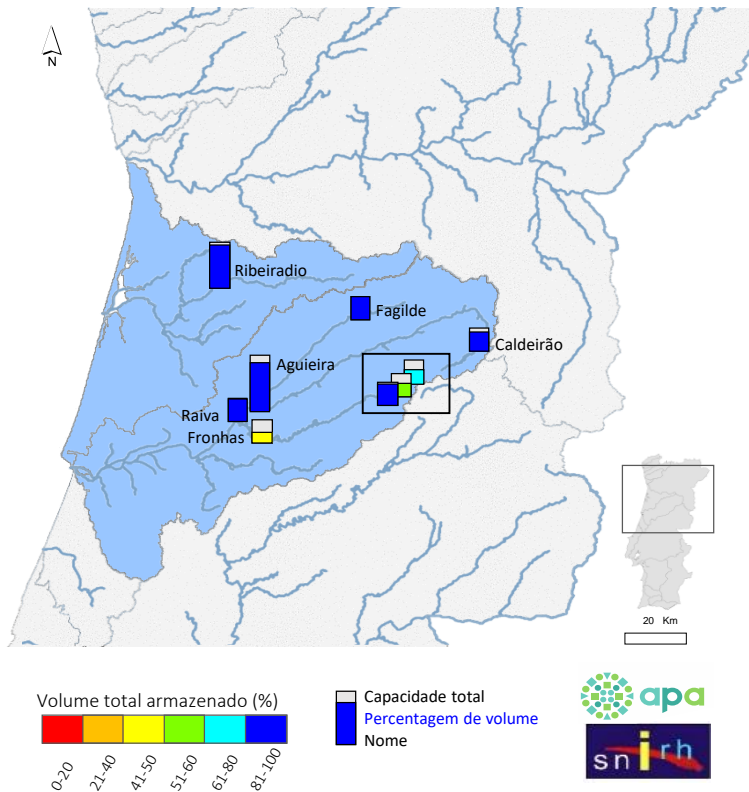 N
Ribeiradio
Fagilde
Caldeirão
Aguieira
Raiva
Fronhas
20 Km
Volume total armazenado (%)
0-20
21-40
41-50
51-60
61-80
81-100
Capacidade total
Percentagem de volume
Nome
apa
snirh